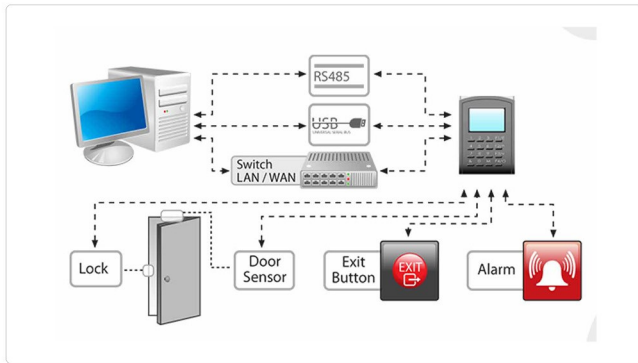 RS485
USB
UNIVERSAL SERIAL BUS
Switch
LAN / WAN
Lock
Door
Sensor
Exit
Button
EXIT
Alarm